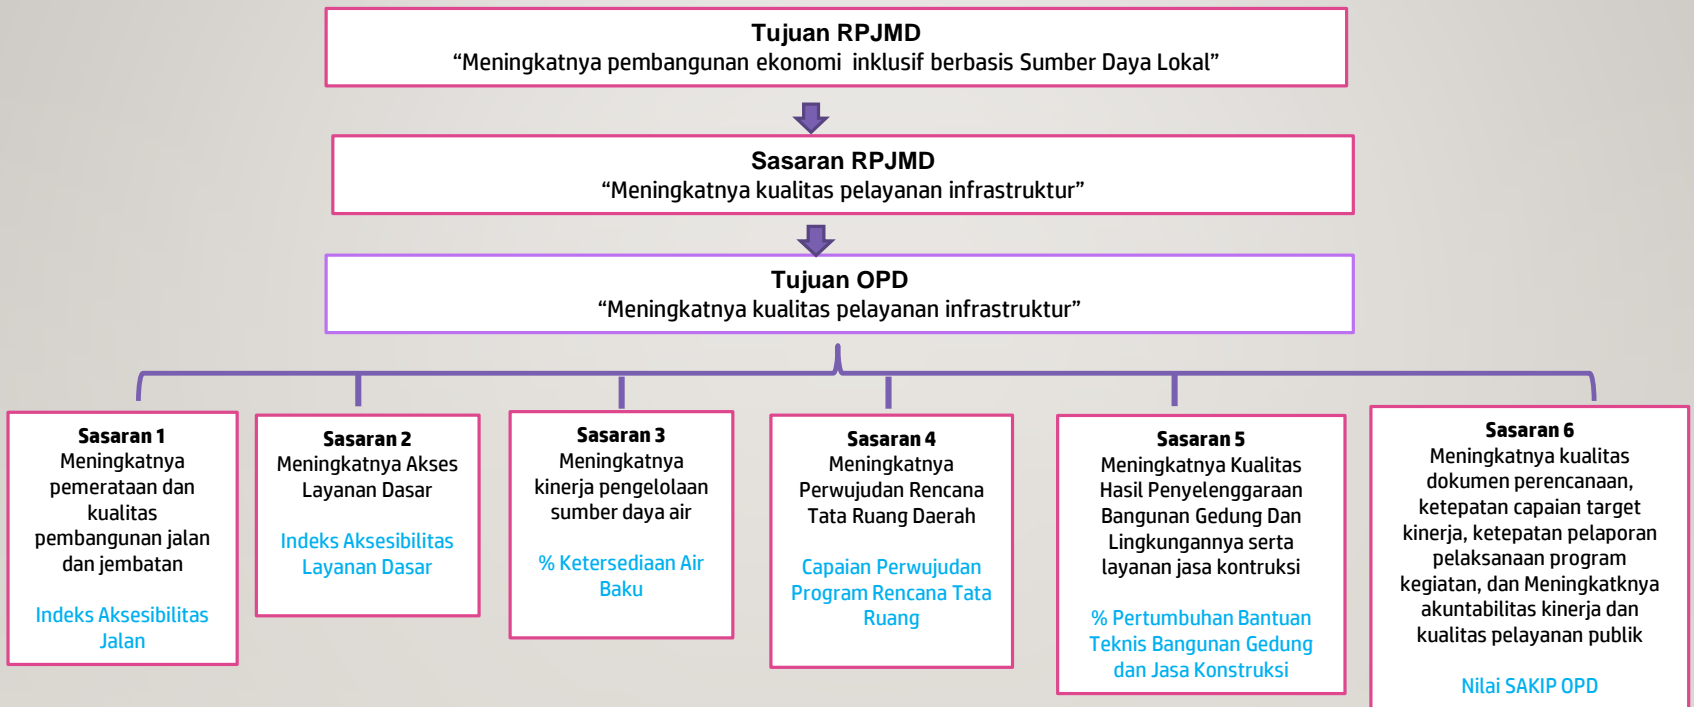 Tujuan RPJMD
“Meningkatnya pembangunan ekonomi inklusif berbasis Sumber Daya Lokal”
Sasaran RPJMD
“Meningkatnya kualitas pelayanan infrastruktur”
Tujuan OPD
“Meningkatnya kualitas pelayanan infrastruktur”
Sasaran 1
Meningkatnya
pemerataan dan
kualitas
pembangunan jalan
dan jembatan
Indeks Aksesibilitas
Jalan
Sasaran 2
Meningkatnya Akses
Layanan Dasar
Indeks Aksesibilitas
Layanan Dasar
Sasaran 3
Meningkatnya
kinerja pengelolaan
sumber daya air
% Ketersediaan Air
Baku
Sasaran 4
Meningkatnya
Perwujudan Rencana
Tata Ruang Daerah
Capaian Perwujudan
Program Rencana Tata
Ruang
Sasaran 5
Meningkatnya Kualitas
Hasil Penyelenggaraan
Bangunan Gedung Dan
Lingkungannya serta
layanan jasa kontruksi
% Pertumbuhan Bantuan
Teknis Bangunan Gedung
dan Jasa Konstruksi
Sasaran 6
Meningkatnya kualitas
dokumen perencanaan,
ketepatan capaian target
kinerja, ketepatan pelaporan
pelaksanaan program
kegiatan, dan Meningkatknya
akuntabilitas kinerja dan
kualitas pelayanan publik
Nilai SAKIP OPD